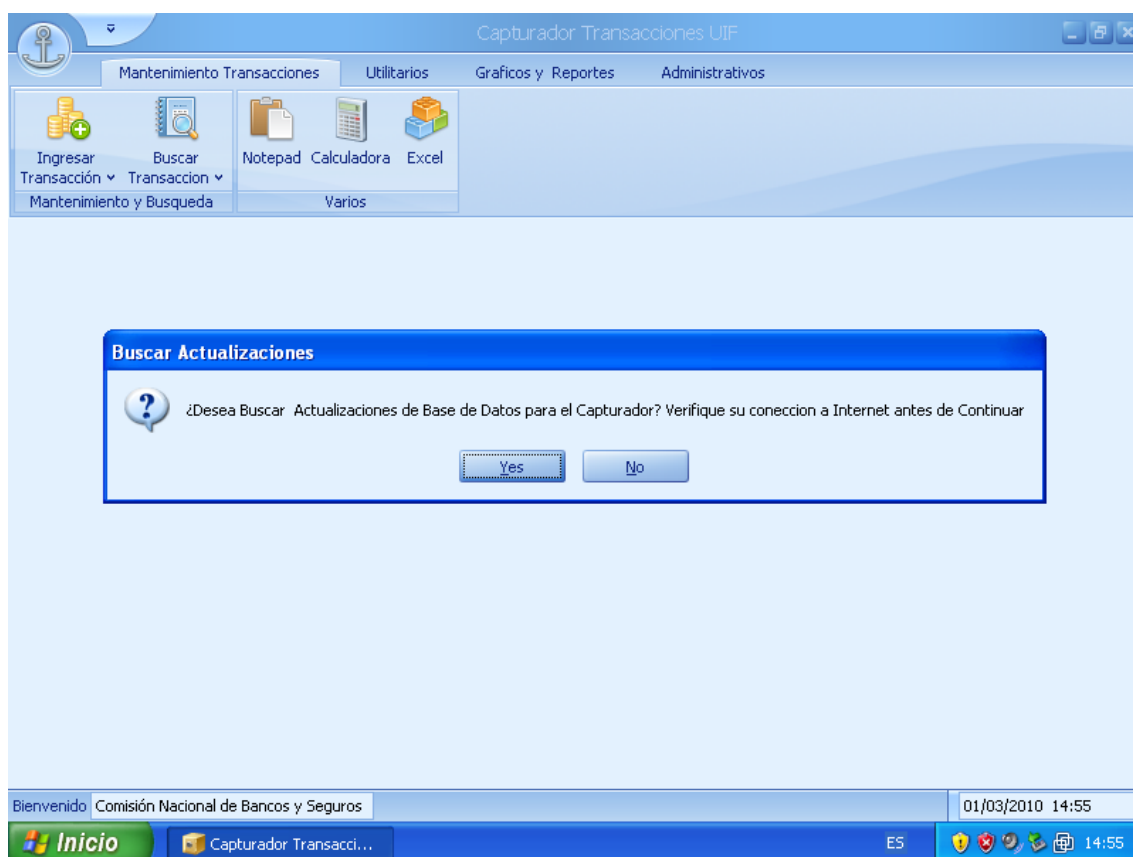 Capturador Transacciones UIF
Mantenimiento Transacciones Utilitarios Graficos y Reportes Administrativos
Ingresar Transacción
Buscar Transaccion
Notepad Calculadora Excel
Mantenimiento y Busqueda Varios
Buscar Actualizaciones
¿Desea Buscar Actualizaciones de Base de Datos para el Capturador? Verifique su coneccion a Internet antes de Continuar
Yes No
Bienvenido Comisión Nacional de Bancos y Seguros 01/03/2010 14:55
Inicio Capturador Transacci... ES 14:55